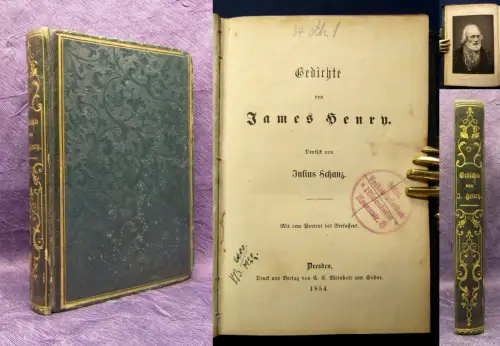 Gedichte
von
James Henry.
Deutsch von
Julius Schanz.
Mit dem Portrait des Verfassers.
Dresden,
Druck und Verlag von C. C. Meinhold und Söhne.
1854
Gedichte
von
J. Henry.